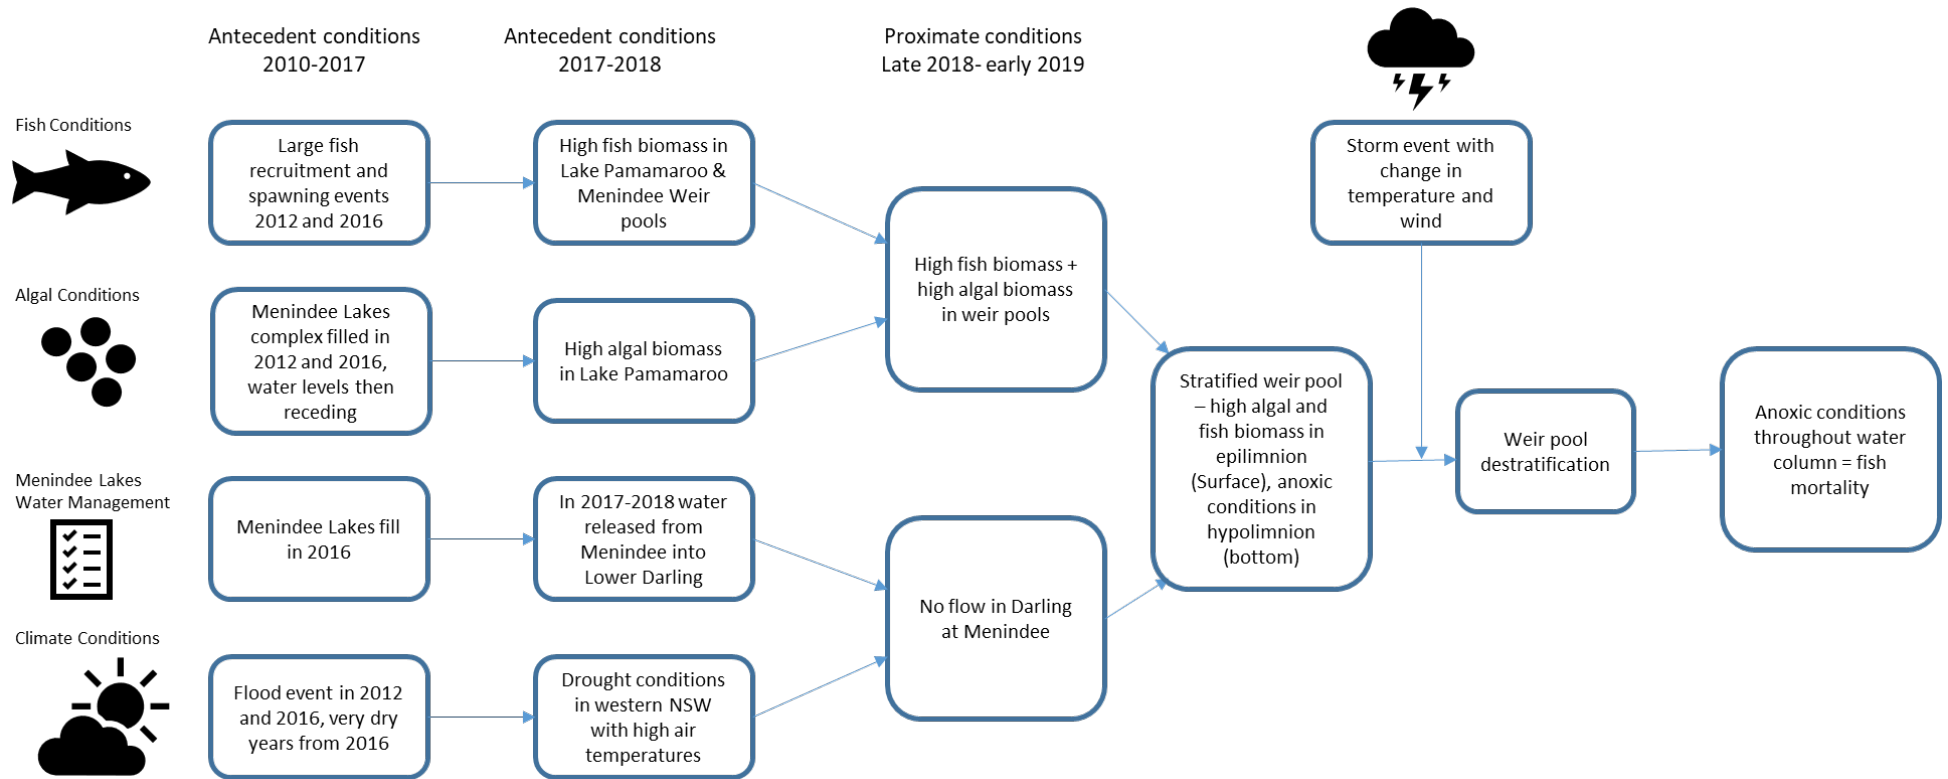 Antecedent conditions
2010-2017
Antecedent conditions
2017-2018
Proximate conditions
Late 2018- early 2019
Fish Conditions
Large fish
recruitment and
spawning events
2012 and 2016
High fish biomass in
Lake Pamamaroo &
Menindee Weir
pools
Storm event with
change in
temperature and
wind
Algal Conditions
Menindee Lakes
complex filled in
2012 and 2016,
water levels then
receding
High algal biomass
in Lake Pamamaroo
High fish biomass +
high algal biomass
in weir pools
Stratified weir pool
– high algal and
fish biomass in
epilimnion
(Surface), anoxic
conditions in
hypolimnion
(bottom)
Weir pool
destratification
Anoxic conditions
throughout water
column = fish
mortality
Menindee Lakes
Water Management
Menindee Lakes fill
in 2016
In 2017-2018 water
released from
Menindee into
Lower Darling
No flow in Darling
at Menindee
Climate Conditions
Flood event in 2012
and 2016, very dry
years from 2016
Drought conditions
in western NSW
with high air
temperatures